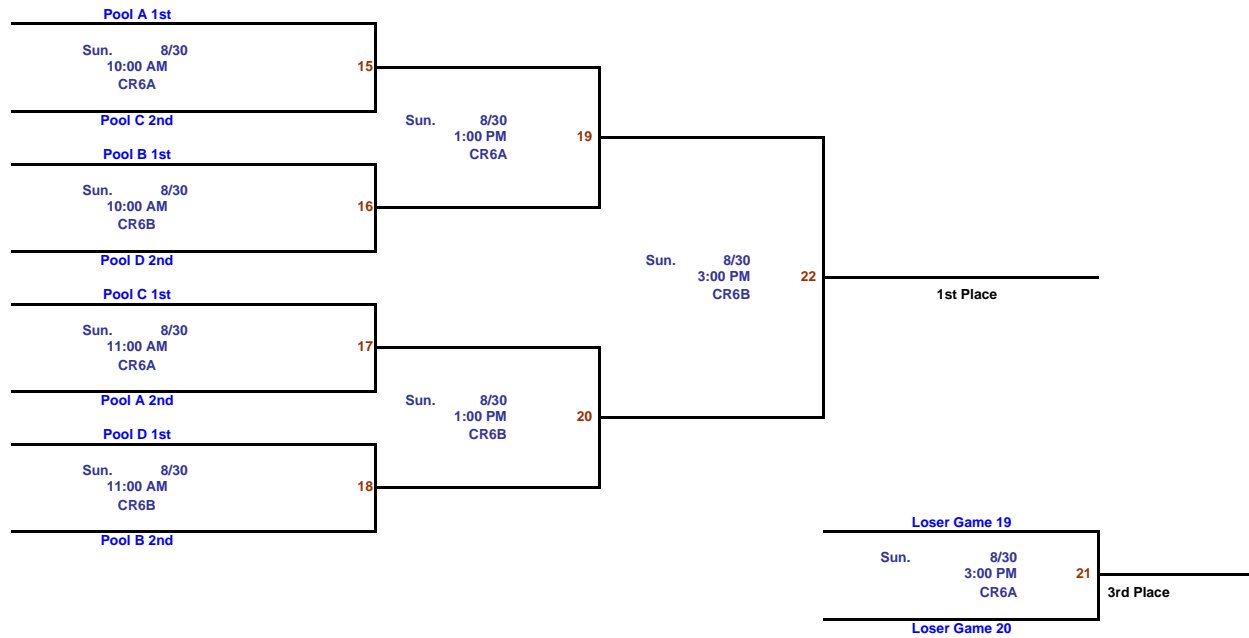 Pool A 1st
Sun. 8/30
10:00 AM
CR6A
15
Pool C 2nd
Pool B 1st
Sun. 8/30
10:00 AM
CR6B
16
Pool D 2nd
Pool C 1st
Sun. 8/30
11:00 AM
CR6A
17
Pool A 2nd
Pool D 1st
Sun. 8/30
11:00 AM
CR6B
18
Pool B 2nd
Sun. 8/30
1:00 PM
CR6A
19
Sun. 8/30
1:00 PM
CR6B
20
Sun. 8/30
3:00 PM
CR6B
22
1st Place
Loser Game 19
Sun. 8/30
3:00 PM
CR6A
21
3rd Place
Loser Game 20